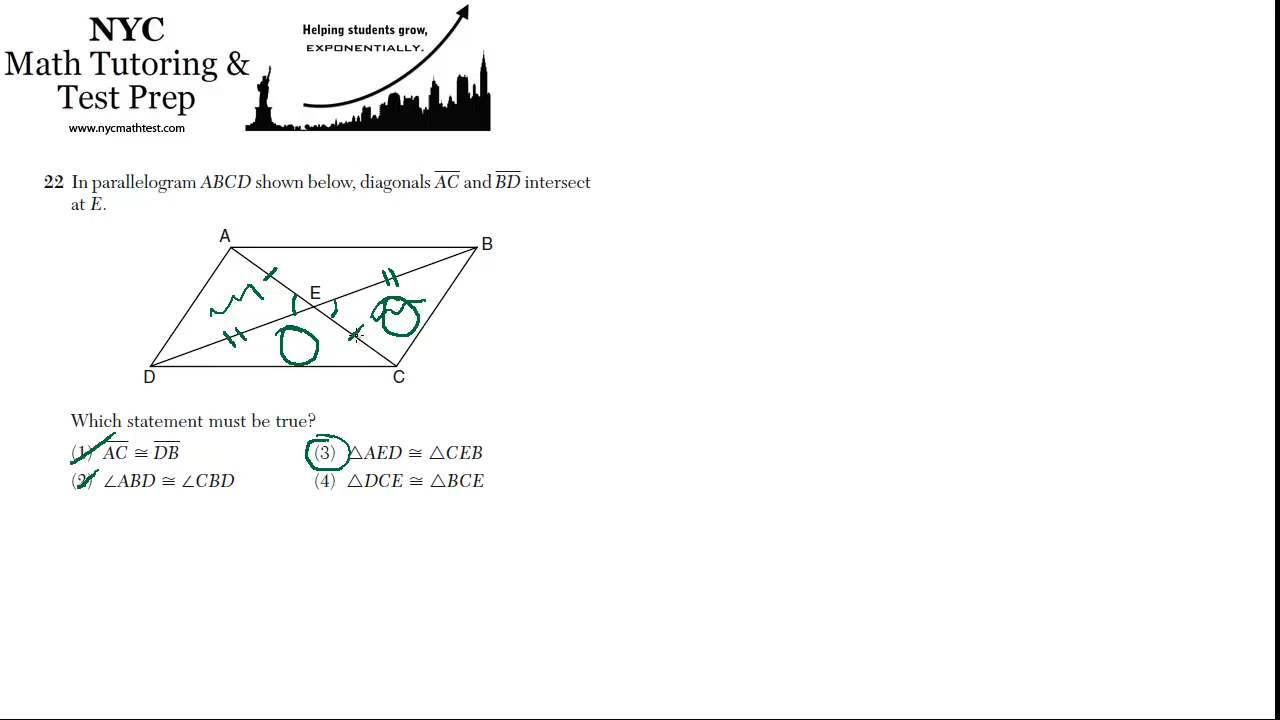 NYC
Math Tutoring &
Test Prep
www.nycmathtest.com
Helping students grow,
EXPONENTIALLY.
22 In parallelogram ABCD shown below, diagonals AC and BD intersect
at E.
A
B
E
D
C
Which statement must be true?
(1) AC ≅ DB
(2) ∠ABD ≅ ∠CBD
(3) △AED ≅ △CEB
(4) △DCE ≅ △BCE